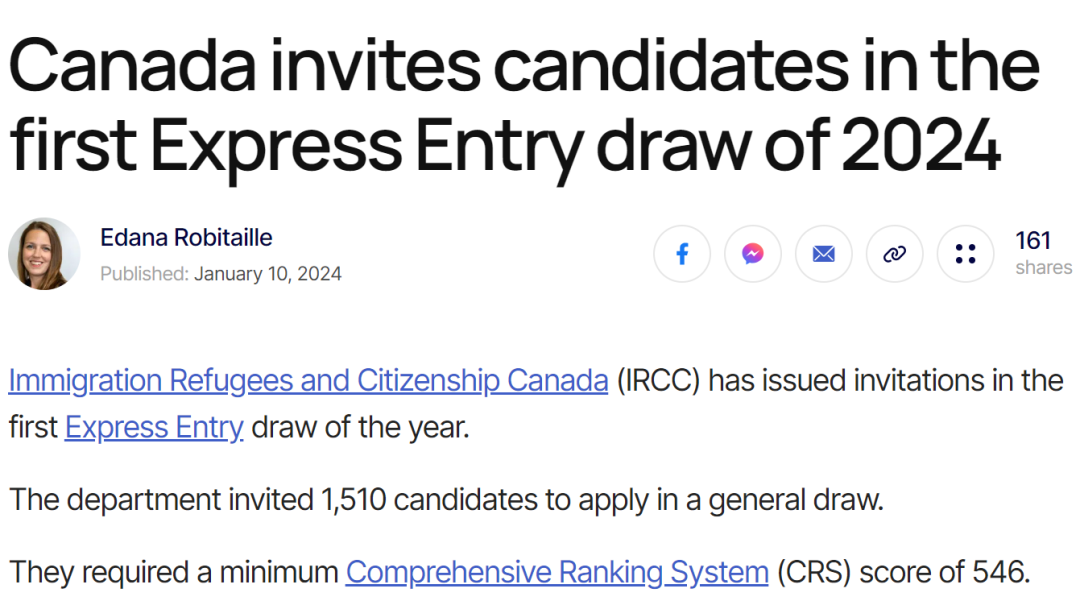 Canada invites candidates in the
first Express Entry draw of 2024
Edana Robitaille
Published: January 10, 2024
161
shares
Immigration Refugees and Citizenship Canada (IRCC) has issued invitations in the
first Express Entry draw of the year.
The department invited 1,510 candidates to apply in a general draw.
They required a minimum Comprehensive Ranking System (CRS) score of 546.